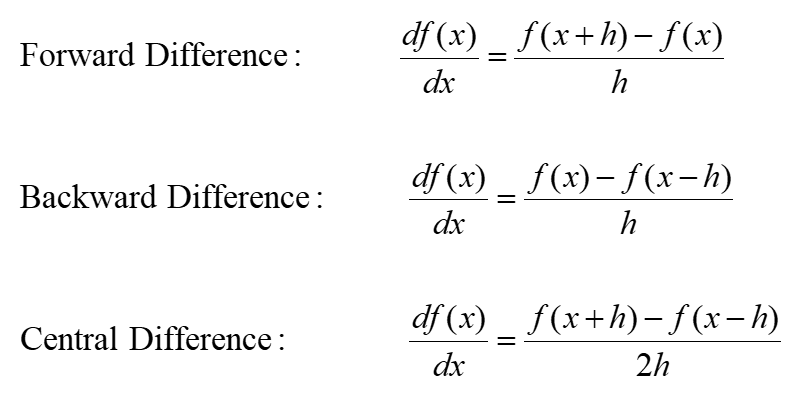 Forward Difference: df(x)/dx = f(x+h)−f(x)/h
Backward Difference: df(x)/dx = f(x)−f(x−h)/h
Central Difference: df(x)/dx = f(x+h)−f(x−h)/2h